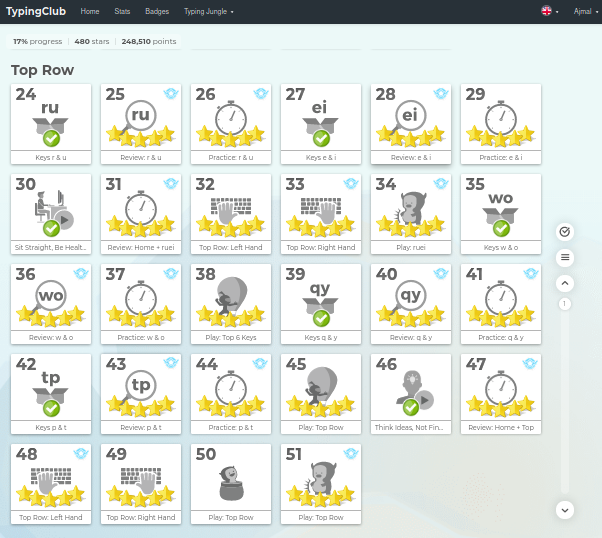 TypingClub Home Stats Badges Typing Jungle Ajmal
17% progress 480 stars 248,510 points
Top Row
24 25 26 27 28 29
ru ru ei ei
Keys r & u Review: r & u Practice: r & u Keys e & i Review: e & i Practice: e & i
30 31 32 33 34 35
wo
Sit Straight, Be Healt... Review: Home + ruei Top Row: Left Hand Top Row: Right Hand Play: ruei Keys w & o
36 37 38 39 40 41
wo qy qy
Review: w & o Practice: w & o Play: Top 6 Keys Keys q & y Review: q & y Practice: q & y
1
42 43 44 45 46 47
tp tp
Keys p & t Review: p & t Practice: p & t Play: Top Row Think Ideas, Not Fin... Review: Home + Top
48 49 50 51
Top Row: Left Hand Top Row: Right Hand Play: Top Row Play: Top Row